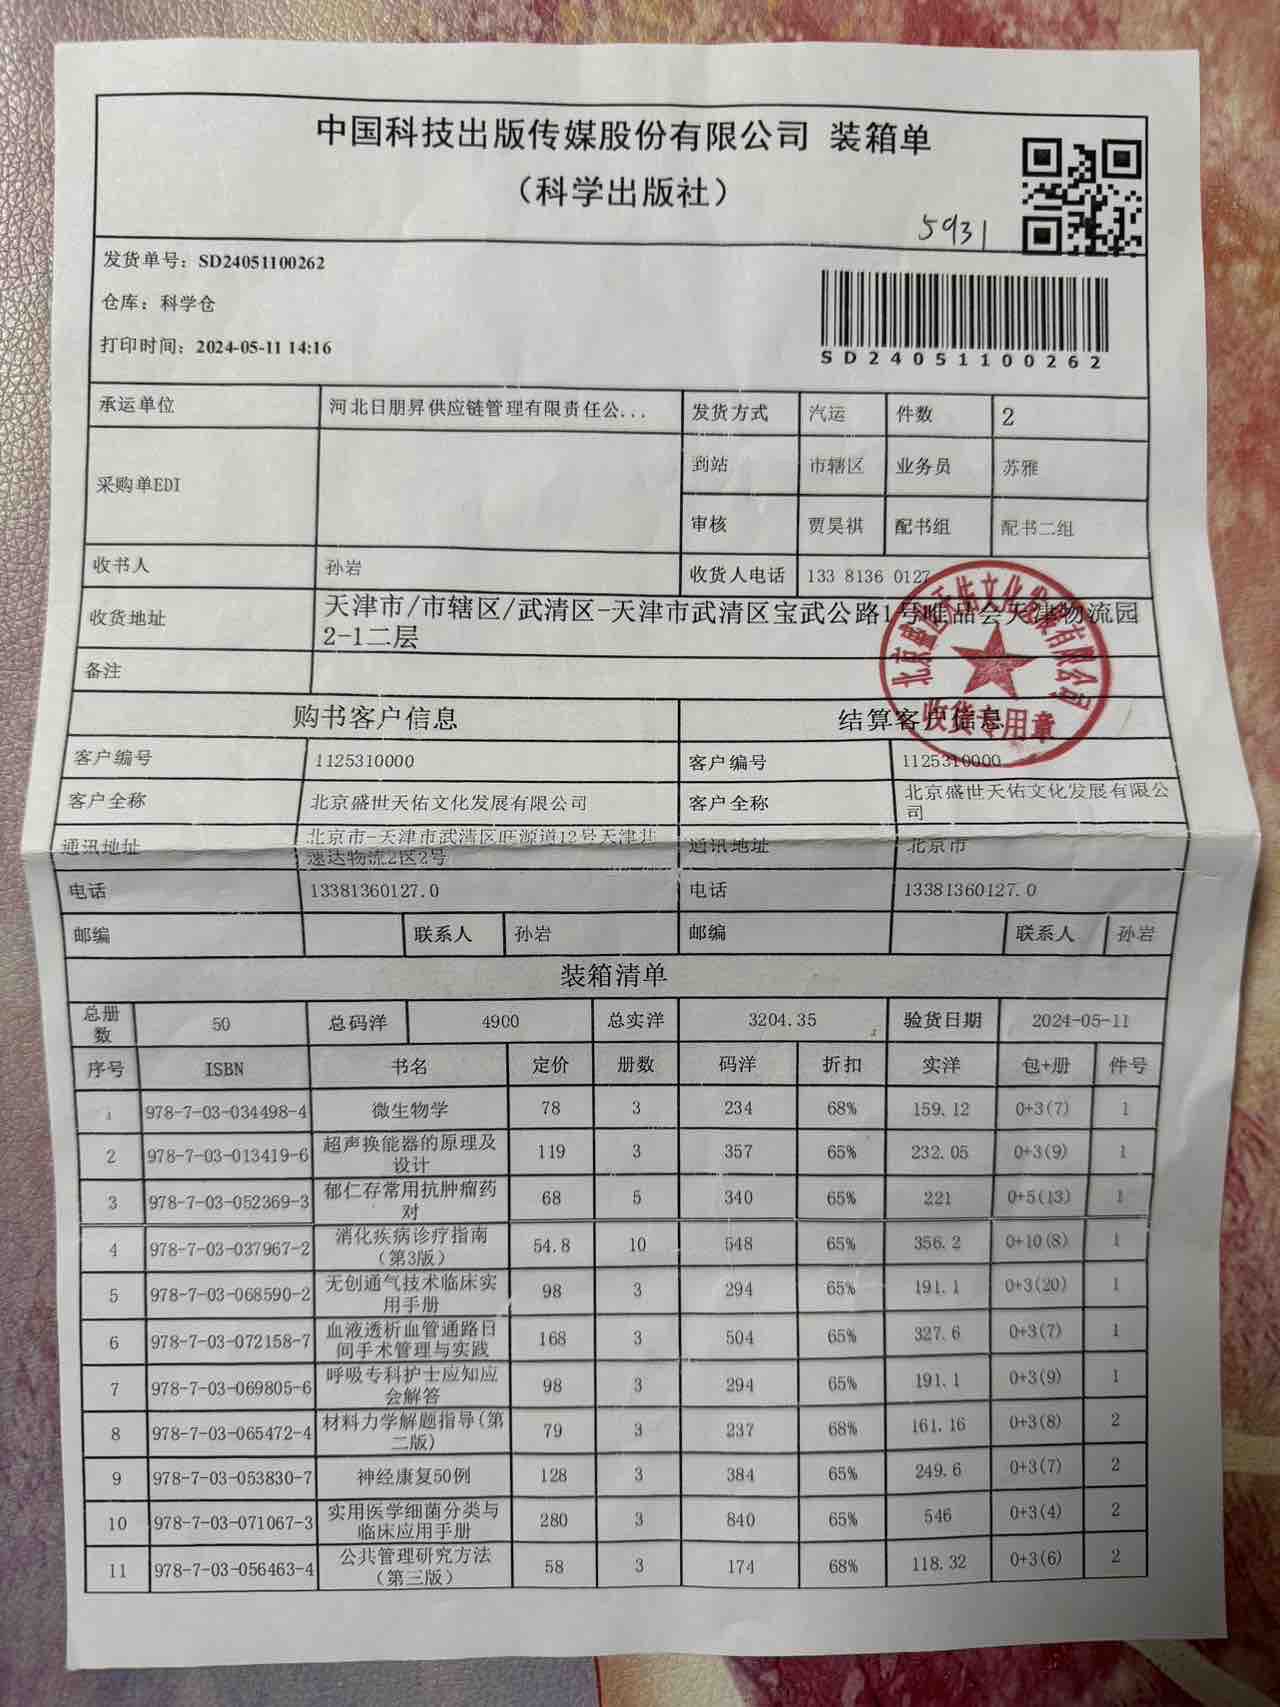 中国科技出版传媒股份有限公司 装箱单
（科学出版社）
5931
发货单号：SD24051100262
仓库：科学仓
打印时间：2024-05-11 14:16
SD24051100262
承运单位 河北日朋昇供应链管理有限责任公... 发货方式 汽运 件数 2
采购单EDI 到站 市辖区 业务员 苏雅
审核 贾昊祺 配书组 配书二组
收书人 孙岩 收货人电话 133 8136 0127
收货地址 天津市/市辖区/武清区-天津市武清区宝武公路1号唯品会天津物流园
2-1二层
备注
北京盛世天佑文化发展有限公司
收货专用章
购书客户信息 结算客户信息
客户编号 1125310000 客户编号 1125310000
客户全称 北京盛世天佑文化发展有限公司 客户全称 北京盛世天佑文化发展有限公
司
通讯地址 北京市-天津市武清区旺源道12号天津共
速达物流2区2号 通讯地址 北京市
电话 13381360127.0 电话 13381360127.0
邮编 联系人 孙岩 邮编 联系人 孙岩
装箱清单
总册
数 50 总码洋 4900 总实洋 3204.35 验货日期 2024-05-11
序号 ISBN 书名 定价 册数 码洋 折扣 实洋 包+册 件号
1 978-7-03-034498-4 微生物学 78 3 234 68% 159.12 0+3(7) 1
2 978-7-03-013419-6 超声换能器的原理及
设计 119 3 357 65% 232.05 0+3(9) 1
3 978-7-03-052369-3 郁仁存常用抗肿瘤药
对 68 5 340 65% 221 0+5(13) 1
4 978-7-03-037967-2 消化疾病诊疗指南
（第3版） 54.8 10 548 65% 356.2 0+10(8) 1
5 978-7-03-068590-2 无创通气技术临床实
用手册 98 3 294 65% 191.1 0+3(20) 1
6 978-7-03-072158-7 血液透析血管通路日
间手术管理与实践 168 3 504 65% 327.6 0+3(7) 1
7 978-7-03-069805-6 呼吸专科护士应知应
会解答 98 3 294 65% 191.1 0+3(9) 1
8 978-7-03-065472-4 材料力学解题指导(第
二版) 79 3 237 68% 161.16 0+3(8) 2
9 978-7-03-053830-7 神经康复50例 128 3 384 65% 249.6 0+3(7) 2
10 978-7-03-071067-3 实用医学细菌分类与
临床应用手册 280 3 840 65% 546 0+3(4) 2
11 978-7-03-056463-4 公共管理研究方法
（第三版） 58 3 174 68% 118.32 0+3(6) 2